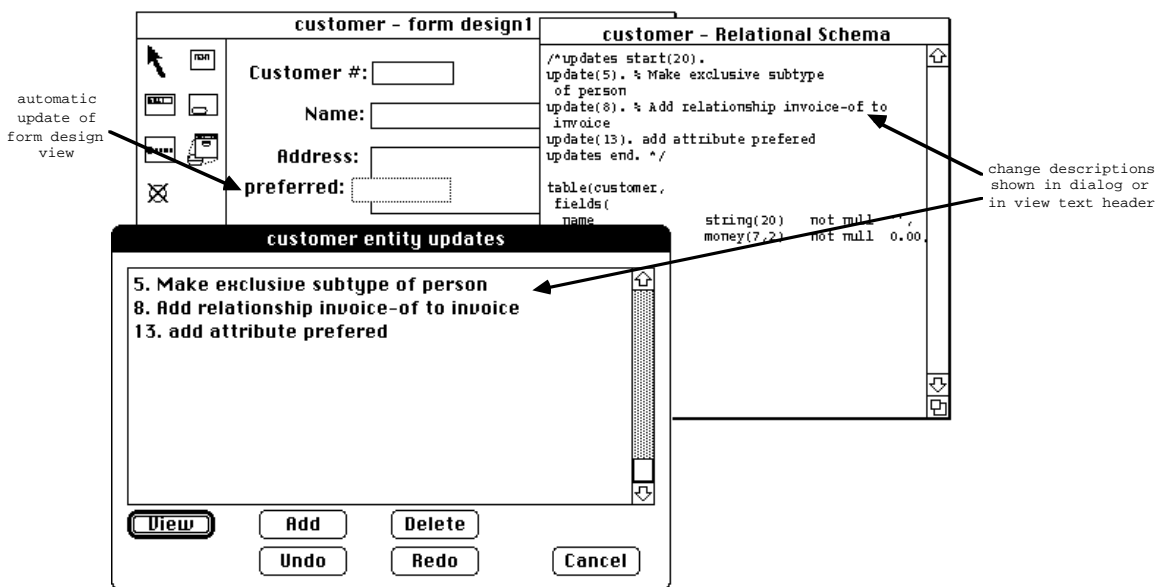 customer - form design1
customer - Relational Schema
Customer #:
Name:
Address:
preferred:
automatic
update of
form design
view
/*updates start(20).
update(5). % Make exclusive subtype
of person
update(8). % Add relationship invoice-of to
invoice
update(13). add attribute prefered
updates end. */
table(customer,
fields(
name string(20) not null '',
money(7,2) not null 0.00,
change descriptions
shown in dialog or
in view text header
customer entity updates
5. Make exclusive subtype of person
8. Add relationship invoice-of to invoice
13. add attribute prefered
View Add Delete
Undo Redo Cancel